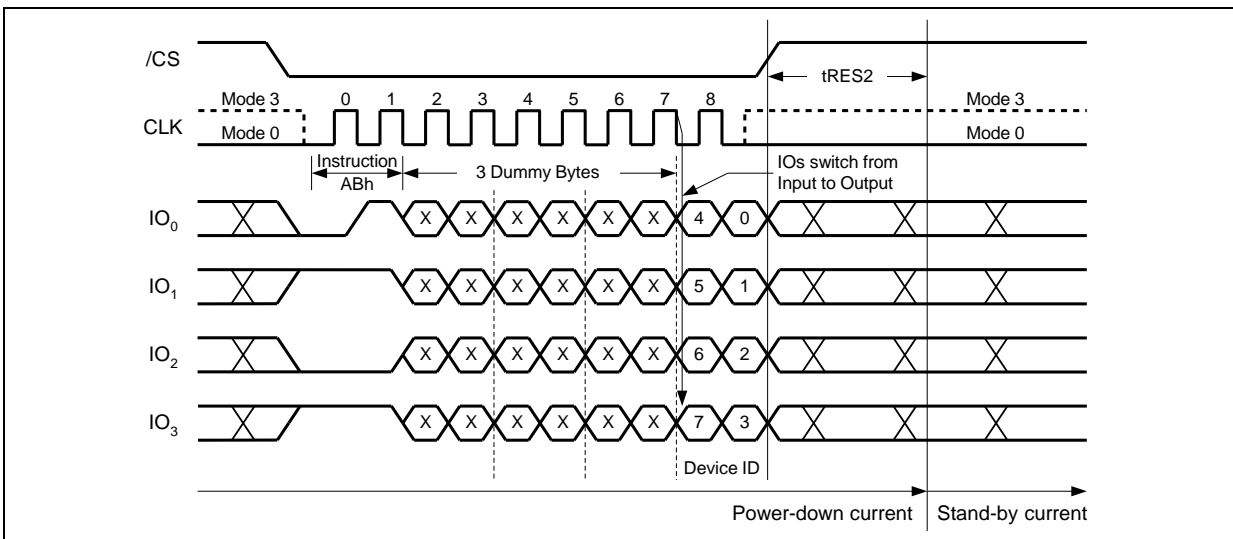 /CS
tRES2
Mode 3 0 1 2 3 4 5 6 7 8 Mode 3
CLK
Mode 0 Mode 0
Instruction
ABh
3 Dummy Bytes
IOs switch from
Input to Output
IO0 X X X X X X 4 0
IO1 X X X X X X 5 1
IO2 X X X X X X 6 2
IO3 X X X X X X 7 3
Device ID
Power-down current Stand-by current